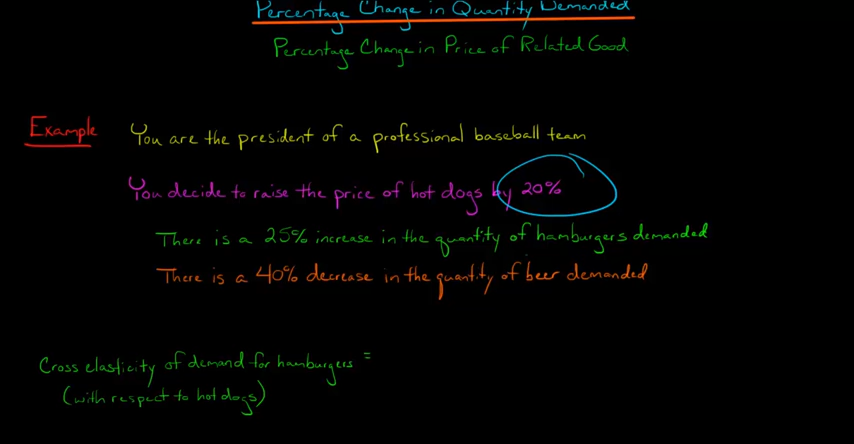 Percentage Change in Quantity Demanded
Percentage Change in Price of Related Good
Example
You are the president of a professional baseball team
You decide to raise the price of hot dogs by 20%
There is a 25% increase in the quantity of hamburgers demanded
There is a 40% decrease in the quantity of beer demanded
Cross elasticity of demand for hamburgers =
(with respect to hot dogs)